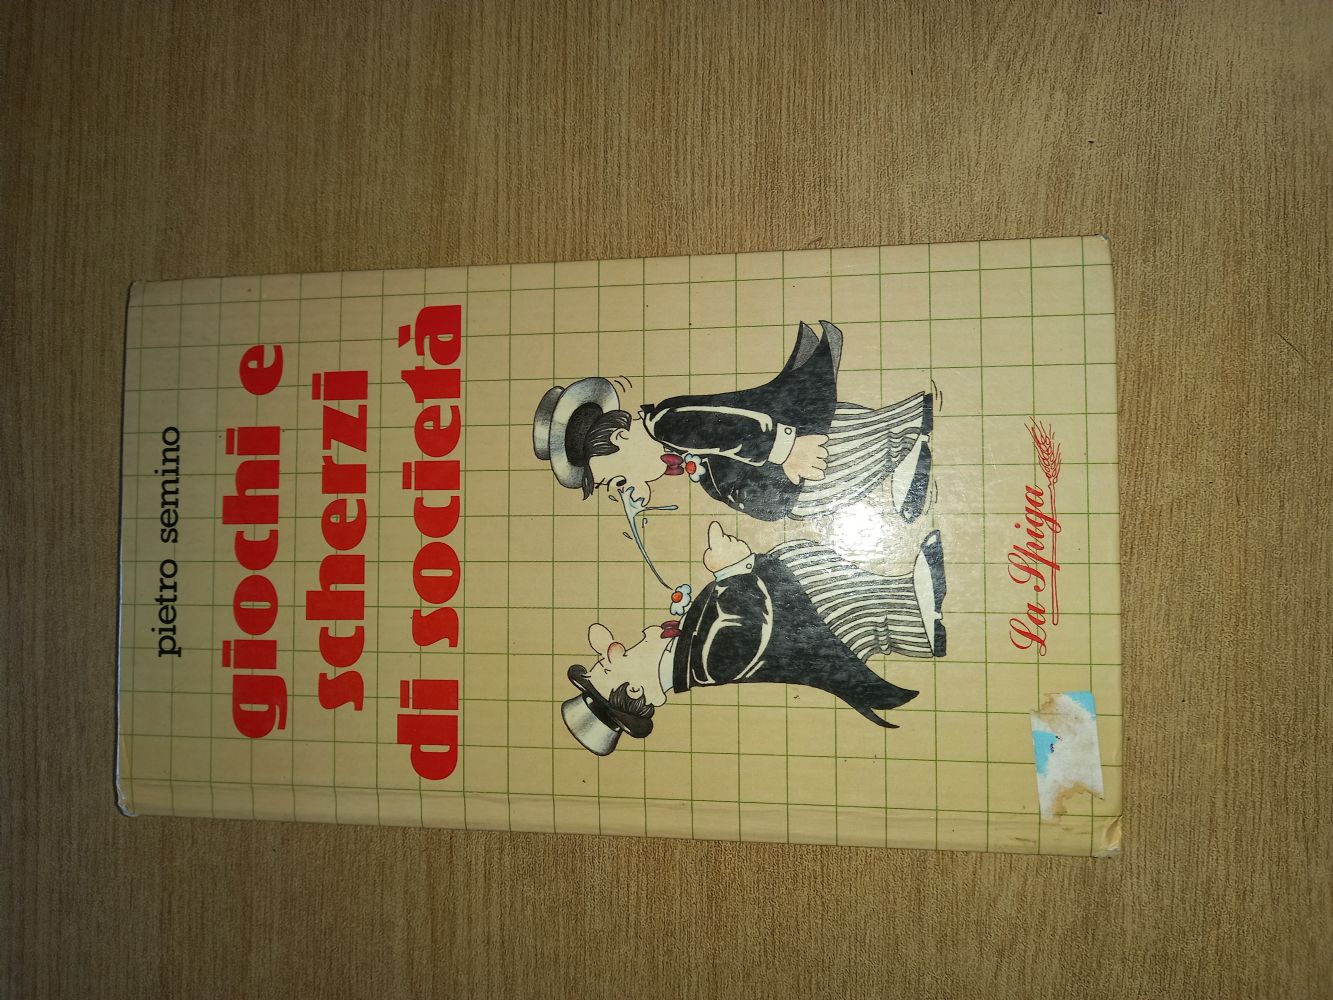 pietro semino
giochi e
scherzi
di società
La Spiga